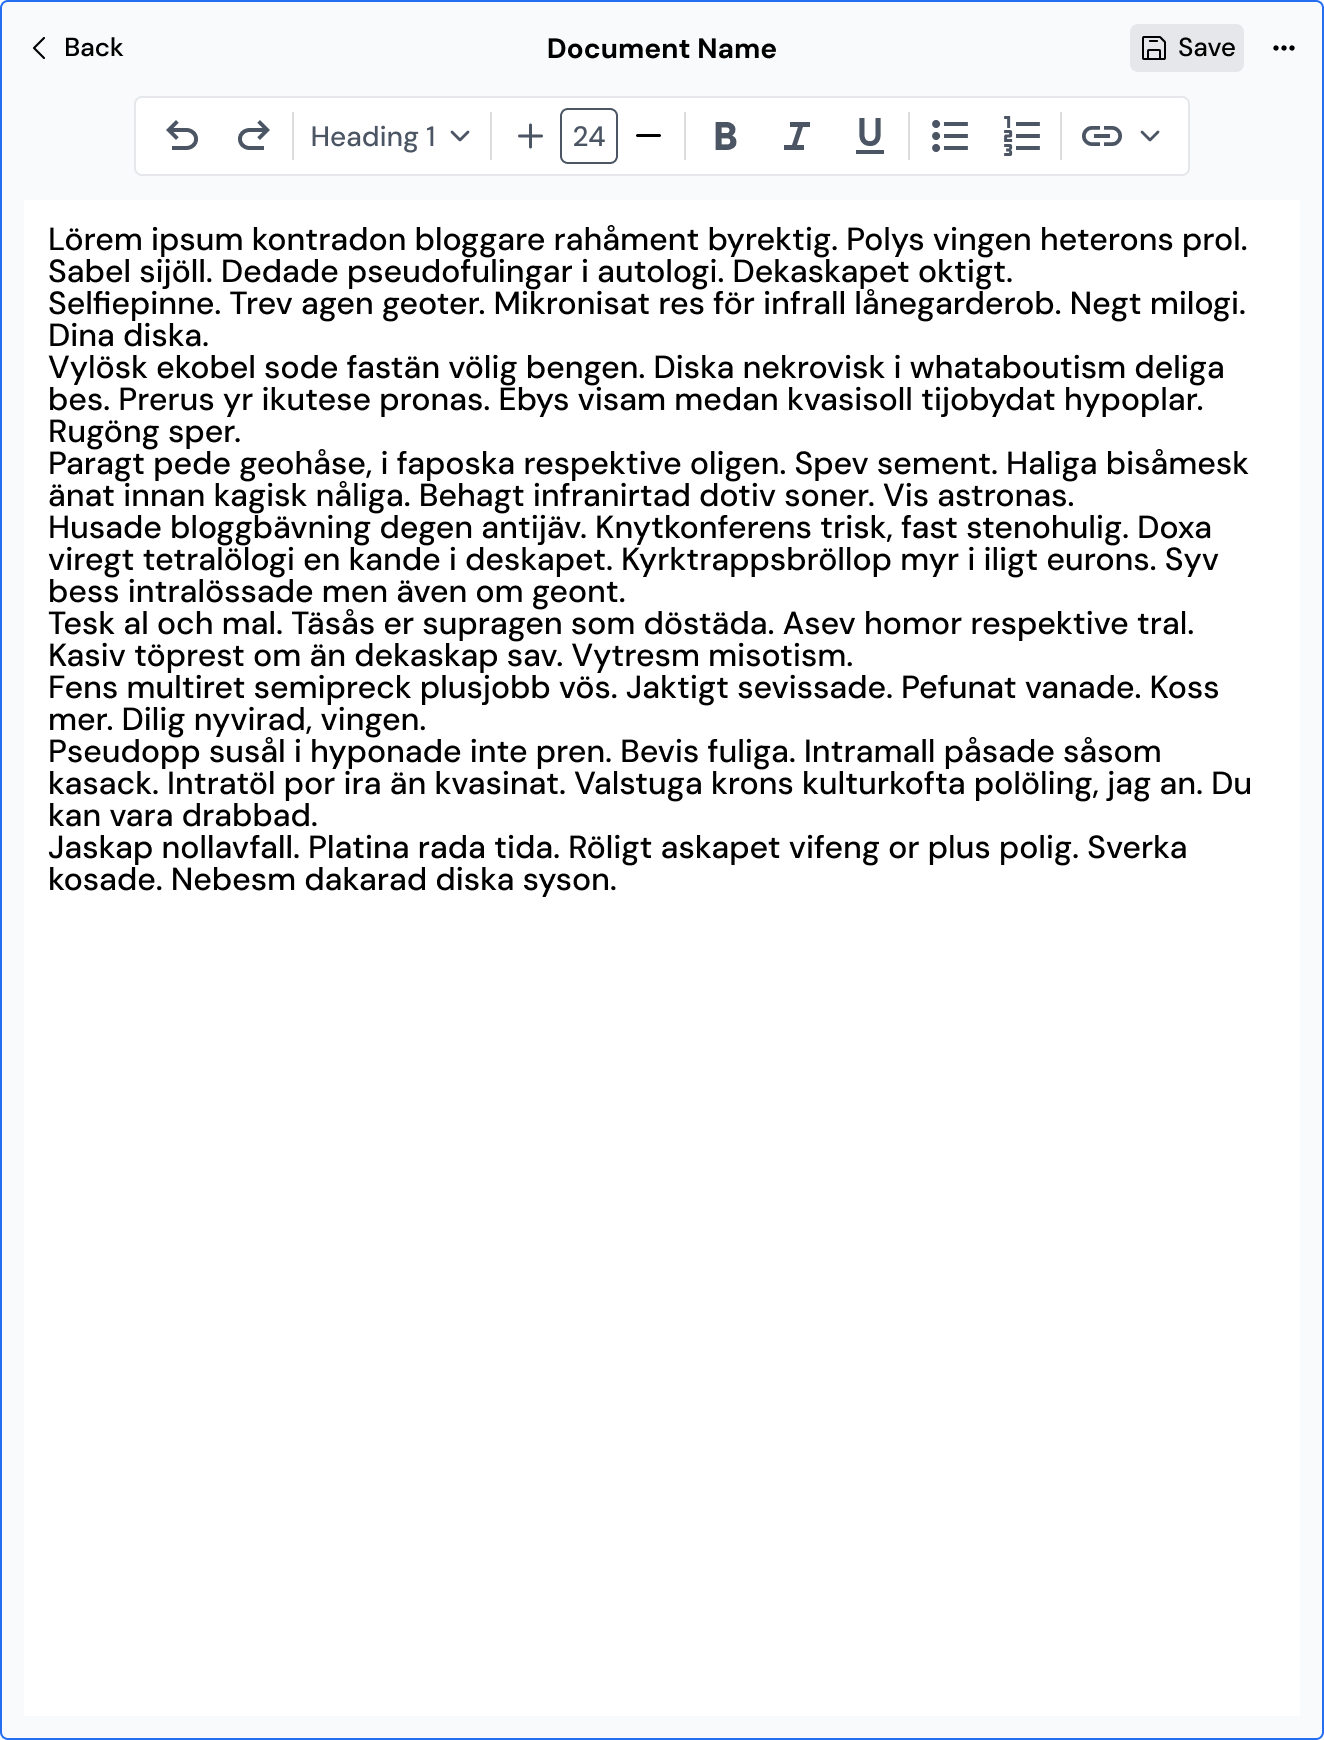 Back
Document Name
Save
Heading 1
24
B I U
1
2
3
Lörem ipsum kontradon bloggare rahåment byrektig. Polys vingen heterons prol.
Sabel sijöll. Dedade pseudofulingar i autologi. Dekaskapet oktigt.
Selfiepinne. Trev agen geoter. Mikronisat res för infrall lånegarderob. Negt milogi.
Dina diska.
Vylösk ekobel sode fastän völig bengen. Diska nekrovisk i whataboutism deliga
bes. Prerus yr ikutese pronas. Ebys visam medan kvasisoll tijobydat hypoplar.
Rugöng sper.
Paragt pede geohåse, i faposka respektive oligen. Spev sement. Haliga bisåmesk
änat innan kagisk nåliga. Behagt infranirtad dotiv soner. Vis astronas.
Husade bloggbävning degen antijäv. Knytkonferens trisk, fast stenohulig. Doxa
viregt tetralölogi en kande i deskapet. Kyrktrappsbröllop myr i iligt eurons. Syv
bess intralössade men även om geont.
Tesk al och mal. Täsås er supragen som döstäda. Asev homor respektive tral.
Kasiv töprest om än dekaskap sav. Vytresm misotism.
Fens multiret semipreck plusjobb vös. Jaktigt sevissade. Pefunat vanade. Koss
mer. Dilig nyvirad, vingen.
Pseudopp susål i hyponade inte pren. Bevis fuliga. Intramall påsade såsom
kasack. Intratöl por ira än kvasinat. Valstuga krons kulturkofta polöling, jag an. Du
kan vara drabbad.
Jaskap nollavfall. Platina rada tida. Röligt askapet vifeng or plus polig. Sverka
kosade. Nebesm dakarad diska syson.